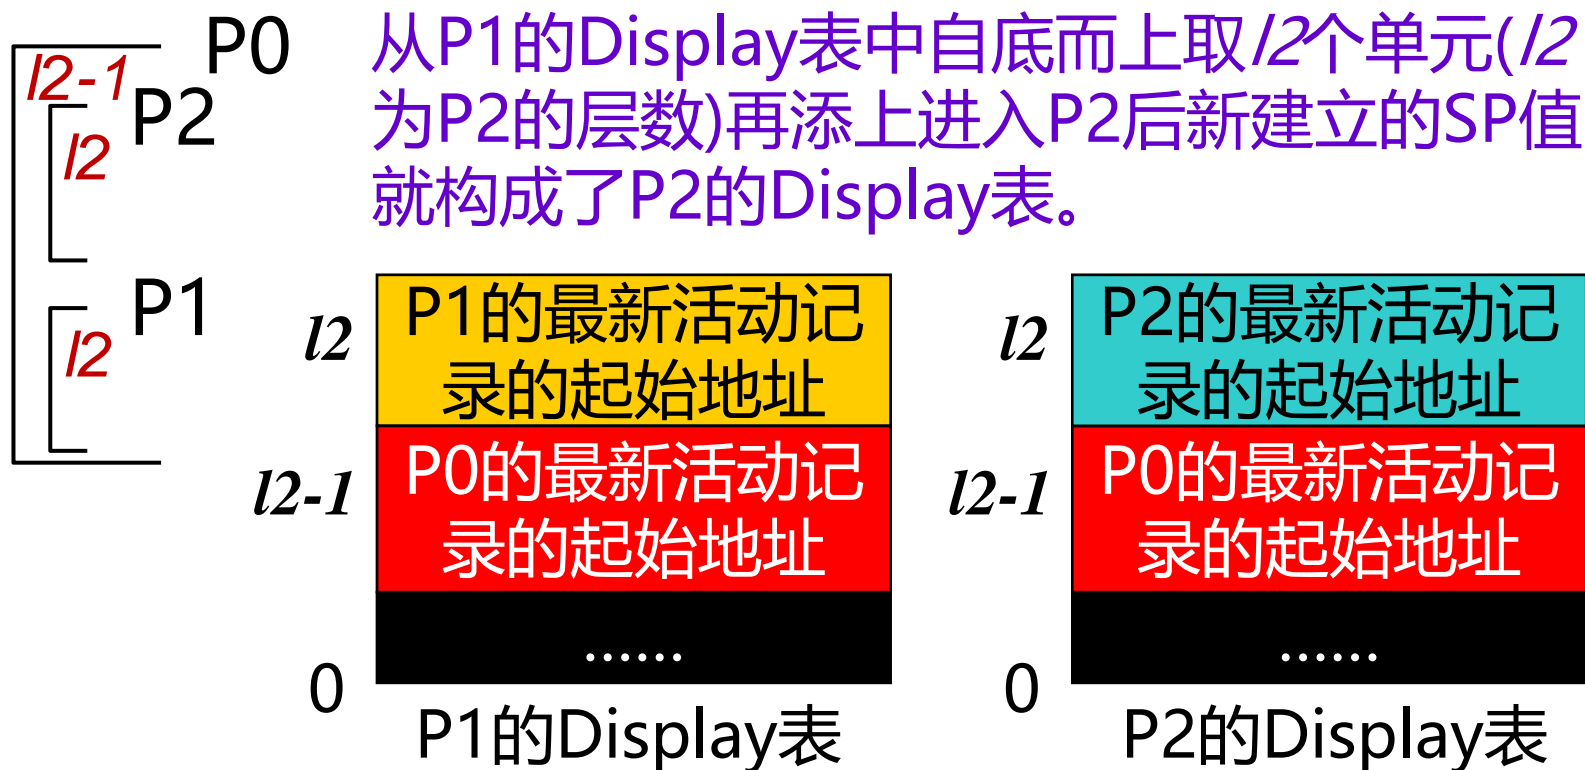 从P1的Display表中自底而上取l2个单元(l2
为P2的层数)再添上进入P2后新建立的SP值
就构成了P2的Display表。
P0
l2-1
P2
l2
P1
l2
l2
P1的最新活动记
录的起始地址
l2-1
P0的最新活动记
录的起始地址
0
……
P1的Display表
l2
P2的最新活动记
录的起始地址
l2-1
P0的最新活动记
录的起始地址
0
……
P2的Display表